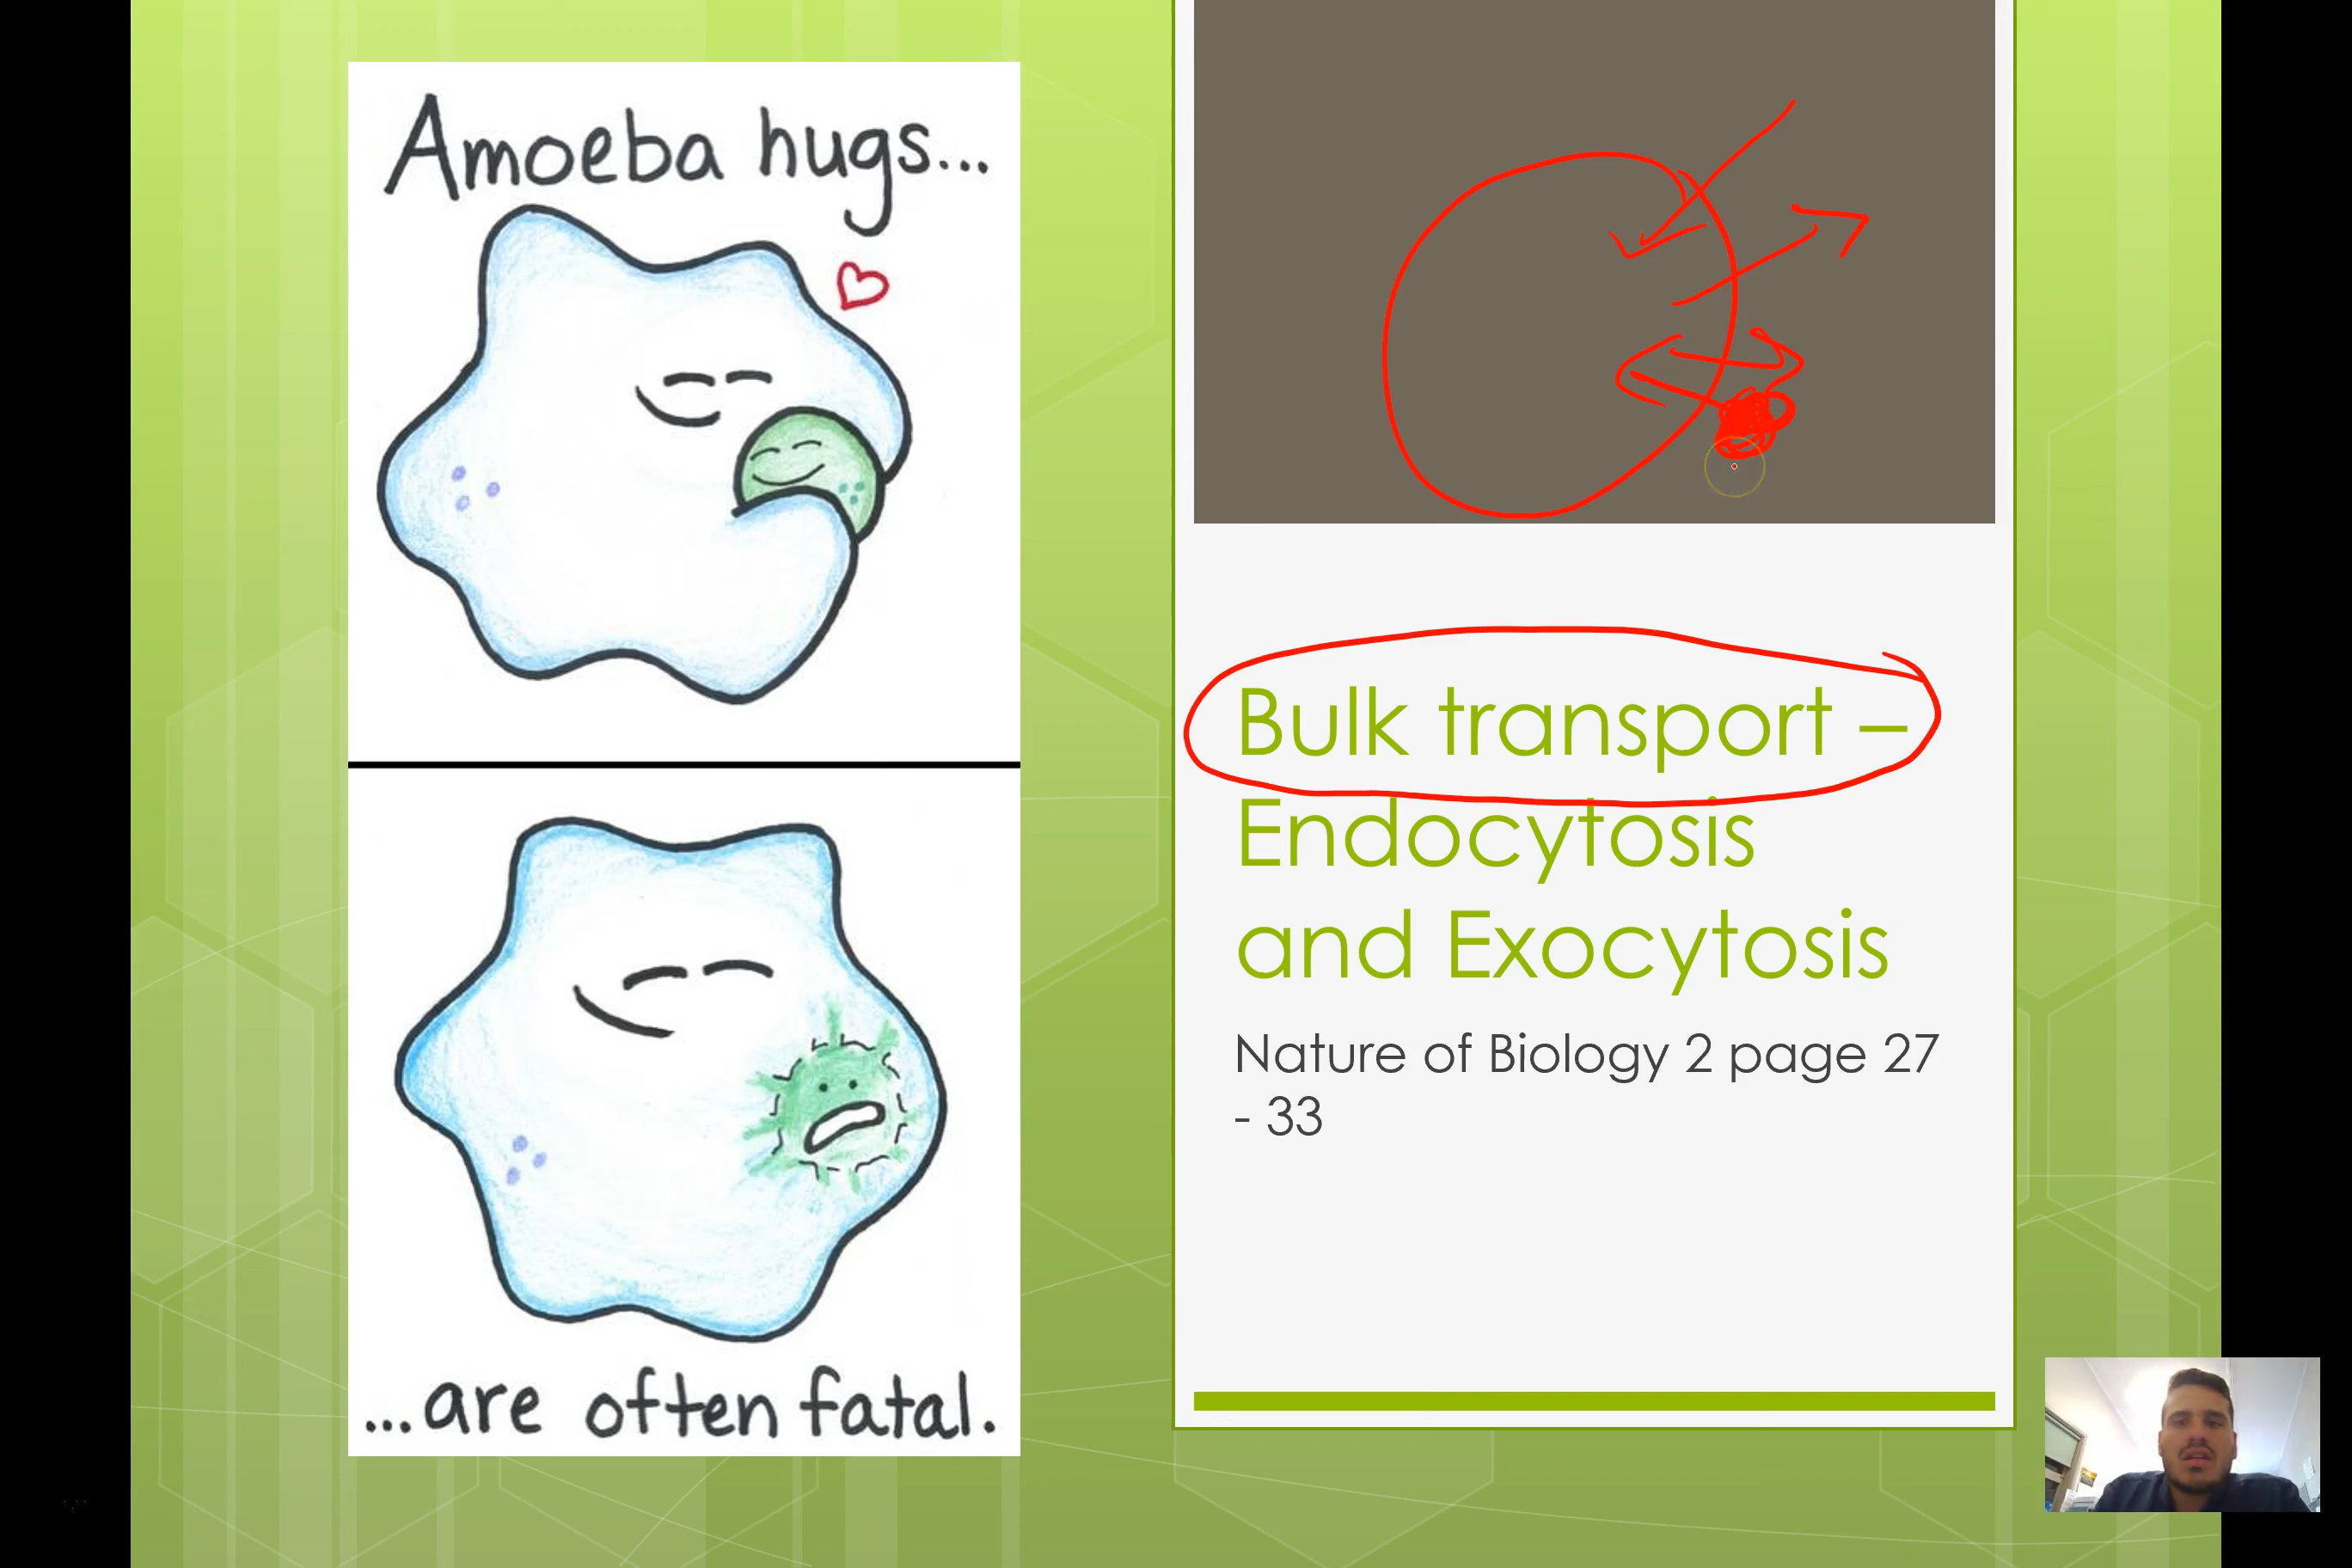 Amoeba hugs...
...are often fatal.
Bulk transport –
Endocytosis
and Exocytosis
Nature of Biology 2 page 27
- 33